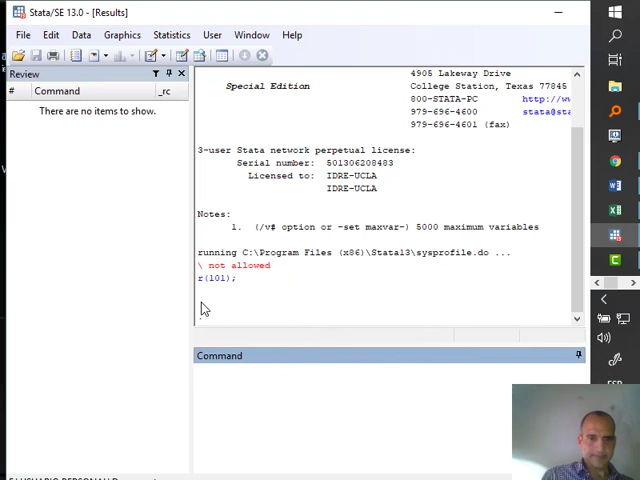 Stata/SE 13.0 - [Results]
File Edit Data Graphics Statistics User Window Help
Review
# Command _rc
There are no items to show.
4905 Lakeway Drive
Special Edition College Station, Texas 77845
800-STATA-PC http://ww
979-696-4600 stata@sta
979-696-4601 (fax)
3-user Stata network perpetual license:
Serial number: 501306208483
Licensed to: IDRE-UCLA
IDRE-UCLA
Notes:
1. (/v# option or -set maxvar-) 5000 maximum variables
running C:\Program Files (x86)\Stata13\sysprofile.do ...
\ not allowed
r(101);
.
Command